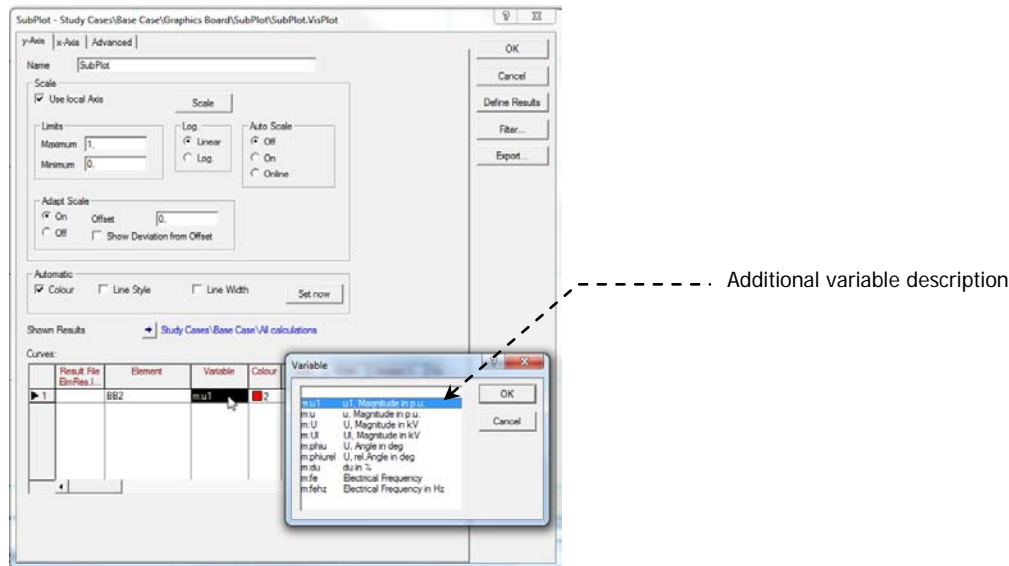 SubPlot - Study Cases\Base Case\Graphics Board\SubPlot\SubPlot.VisPlot
y-Axis x-Axis Advanced
OK
Name SubPlot
Cancel
Scale
Use local Axis Scale
Define Results
Limits Log. Auto Scale
Filter...
Maximum 1. Linear Off
Minimum 0. Log. On
Export...
Online
Adapt Scale
On Offset 0.
Off Show Deviation from Offset
Automatic
Colour Line Style Line Width Set now
Additional variable description
Shown Results Study Cases\Base Case\All calculations
Curves:
Result File Element Variable Colour
ElmRes.I...
1 BB2 m:u1 2
Variable
OK
Cancel
m:u1 u1, Magnitude in p.u.
m:u u, Magnitude in p.u.
m:U U, Magnitude in kV
m:Ul Ul, Magnitude in kV
m:phiu U, Angle in deg
m:phiurel U, rel.Angle in deg
m:du du in %
m:fe Electrical Frequency
m:fehz Electrical Frequency in Hz